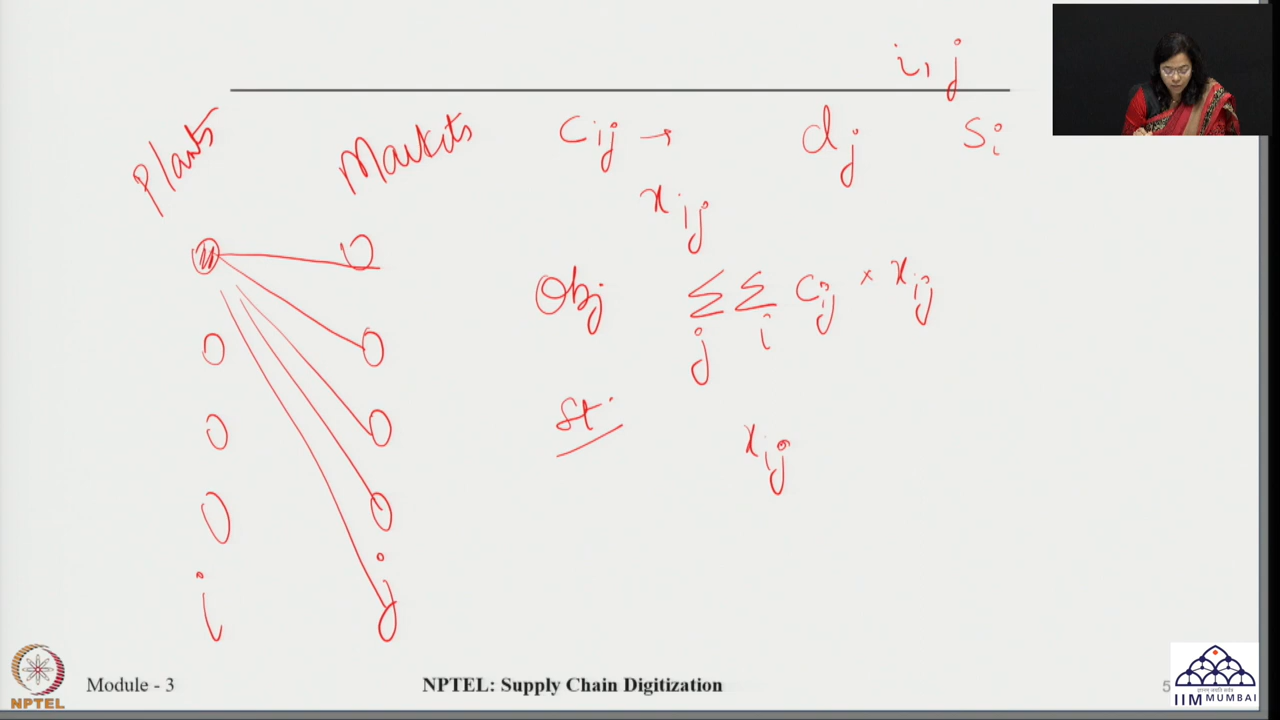 i, j
Plants Markets Cij → dj Si
xij
Obj Σ Σ Cij × xij
j i
St.
xij
i j
NPTEL
Module - 3
NPTEL: Supply Chain Digitization
5
IIM MUMBAI